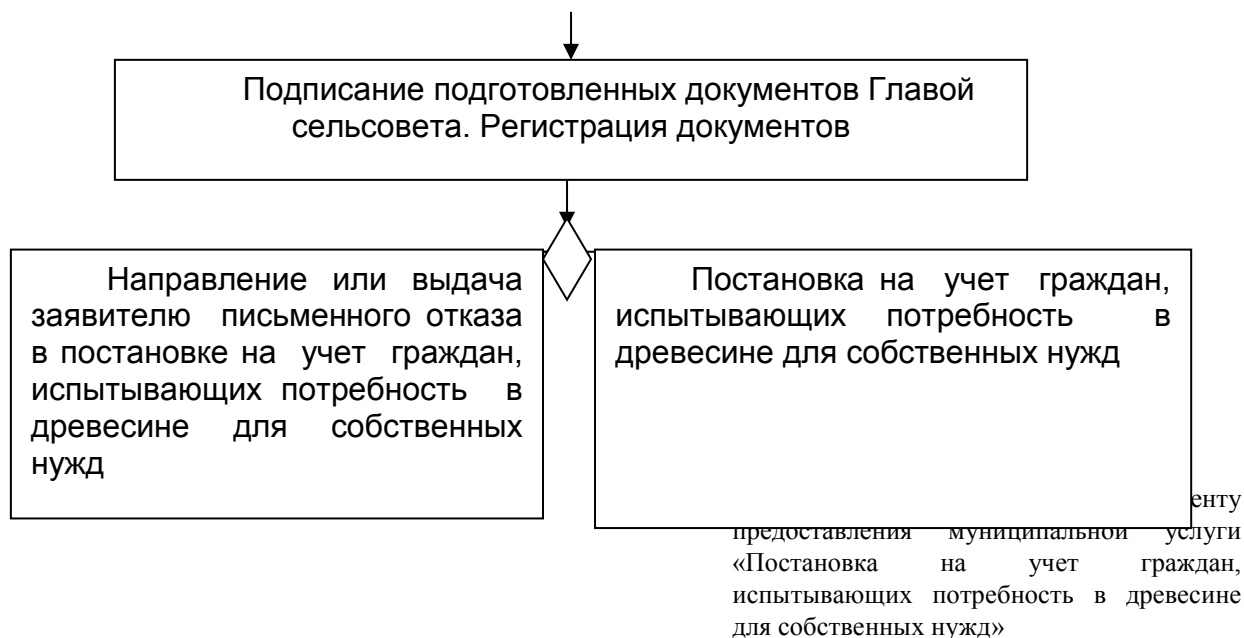 Подписание подготовленных документов Главой
сельсовета. Регистрация документов
Направление или выдача
заявителю письменного отказа
в постановке на учет граждан,
испытывающих потребность в
древесине для собственных
нужд
Постановка на учет граждан,
испытывающих потребность в
древесине для собственных нужд
енту
предоставления муниципальной услуги
«Постановка на учет граждан,
испытывающих потребность в древесине
для собственных нужд»